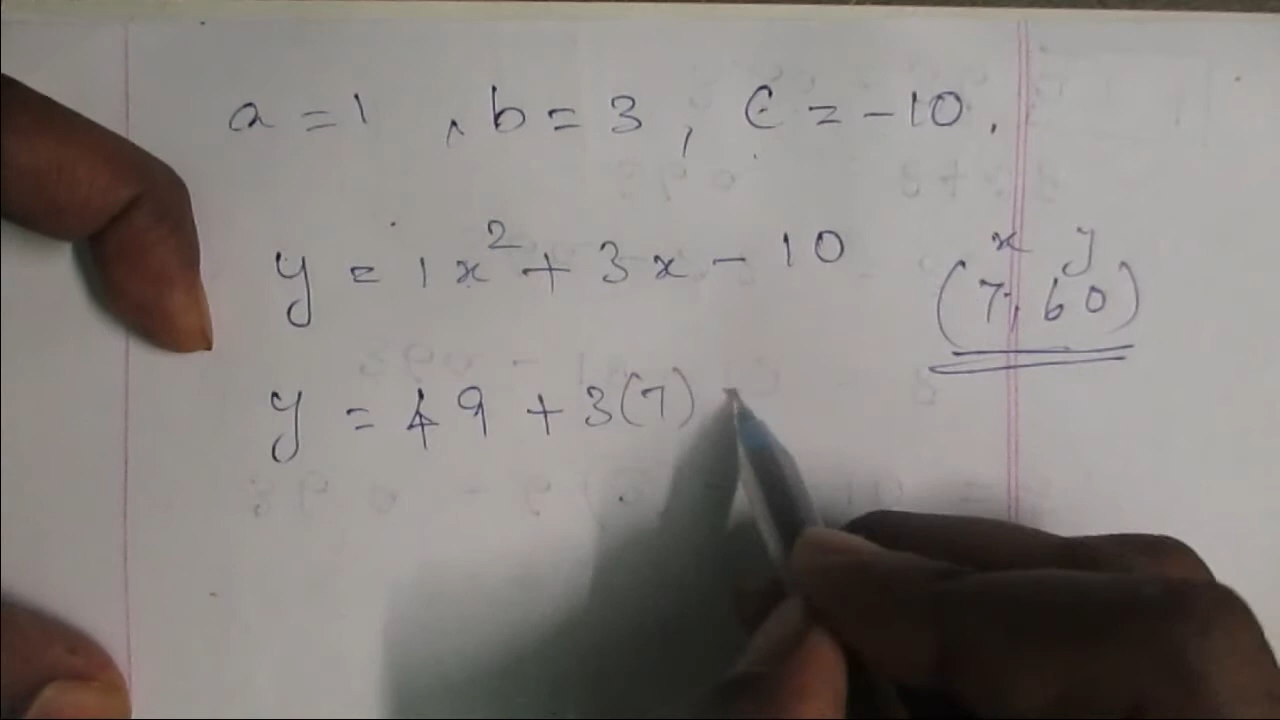 a = 1 , b = 3 , c = -10 .
y = 1x² + 3x - 10
x y
(7, 60)
y = 49 + 3(7)